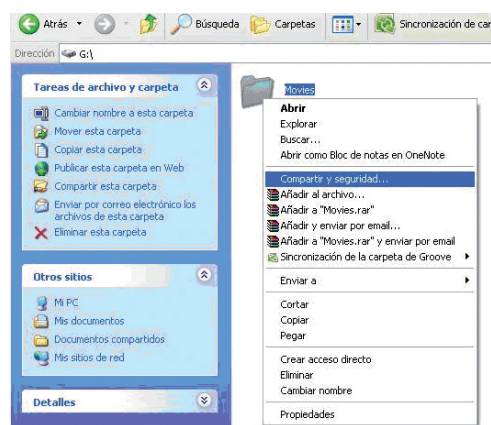 Atrás
Búsqueda
Carpetas
Sincronización de car
Dirección
G:\
Tareas de archivo y carpeta
Cambiar nombre a esta carpeta
Mover esta carpeta
Copiar esta carpeta
Publicar esta carpeta en Web
Compartir esta carpeta
Enviar por correo electrónico los
archivos de esta carpeta
Eliminar esta carpeta
Otros sitios
Mi PC
Mis documentos
Documentos compartidos
Mis sitios de red
Detalles
Movies
Abrir
Explorar
Buscar...
Abrir como Bloc de notas en OneNote
Compartir y seguridad...
Añadir al archivo...
Añadir a "Movies.rar"
Añadir y enviar por email...
Añadir a "Movies.rar" y enviar por email
Sincronización de la carpeta de Groove
Enviar a
Cortar
Copiar
Pegar
Crear acceso directo
Eliminar
Cambiar nombre
Propiedades